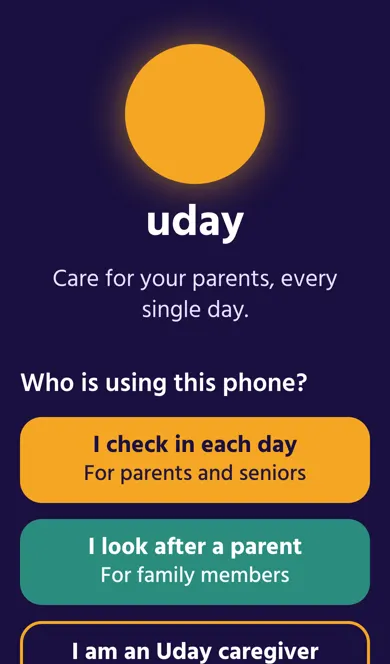 uday
Care for your parents, every
single day.
Who is using this phone?
I check in each day
For parents and seniors
I look after a parent
For family members
I am an Uday caregiver